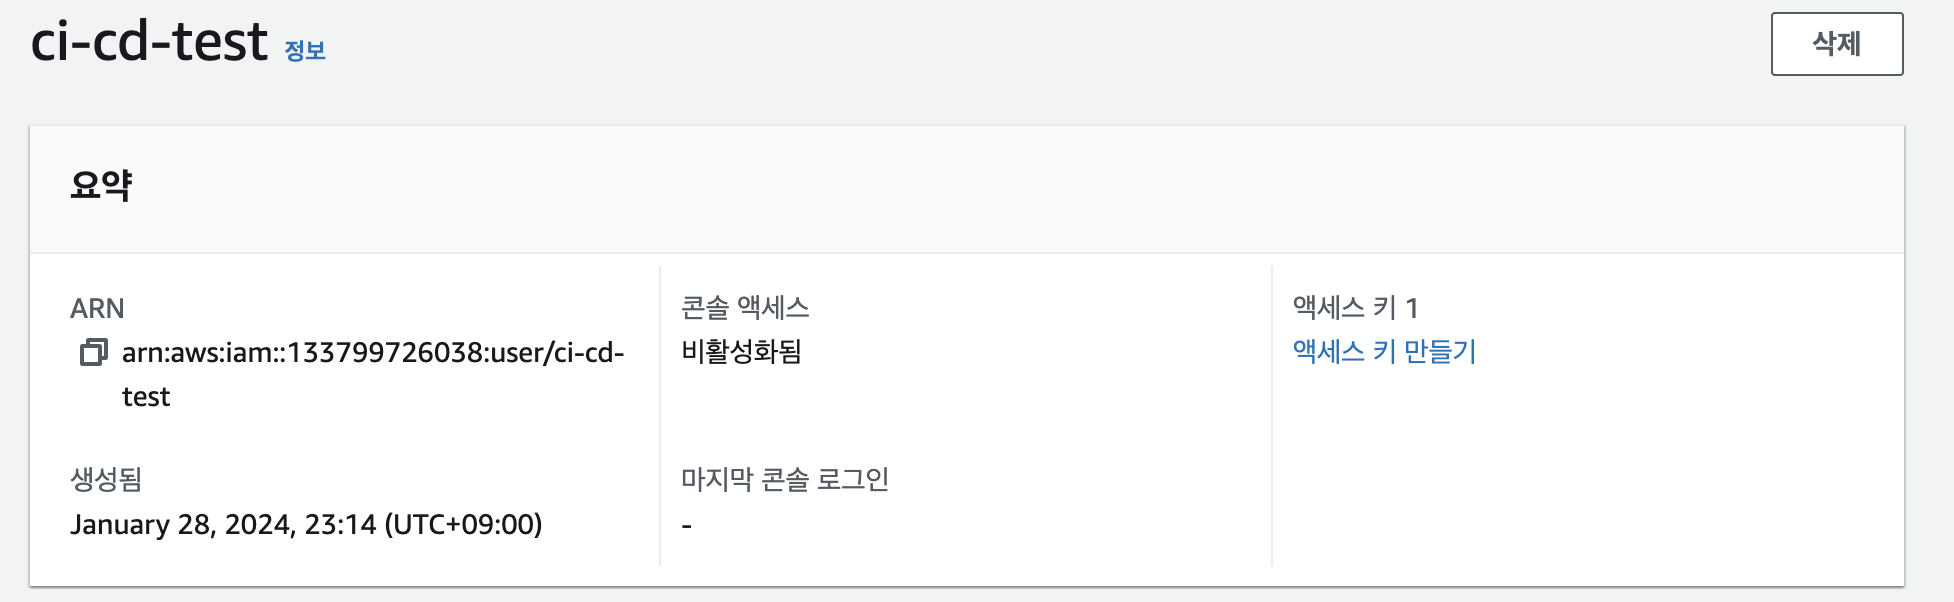 ci-cd-test 정보
삭제
요약
ARN
arn:aws:iam::133799726038:user/ci-cd-
test
생성됨
January 28, 2024, 23:14 (UTC+09:00)
콘솔 액세스
비활성화됨
마지막 콘솔 로그인
-
액세스 키 1
액세스 키 만들기